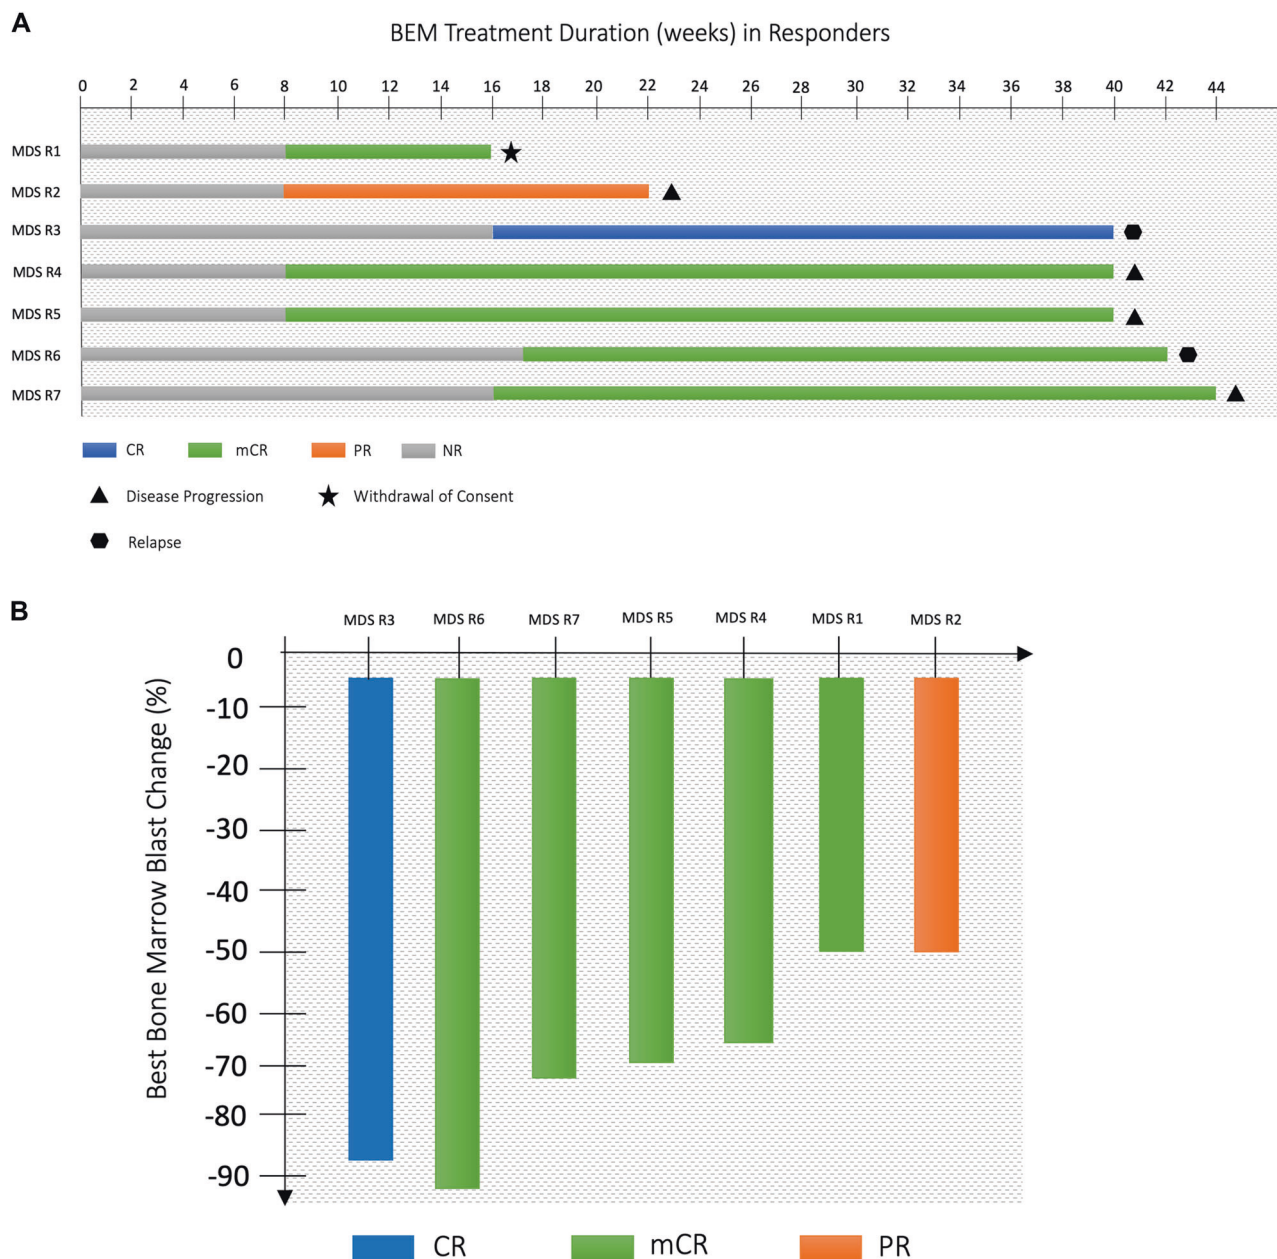 A
BEM Treatment Duration (weeks) in Responders
0 2 4 6 8 10 12 14 16 18 20 22 24 26 28 30 32 34 36 38 40 42 44
MDS R1
MDS R2
MDS R3
MDS R4
MDS R5
MDS R6
MDS R7
CR mCR PR NR
Disease Progression Withdrawal of Consent
Relapse
B
MDS R3 MDS R6 MDS R7 MDS R5 MDS R4 MDS R1 MDS R2
Best Bone Marrow Blast Change (%)
0
-10
-20
-30
-40
-50
-60
-70
-80
-90
CR mCR PR